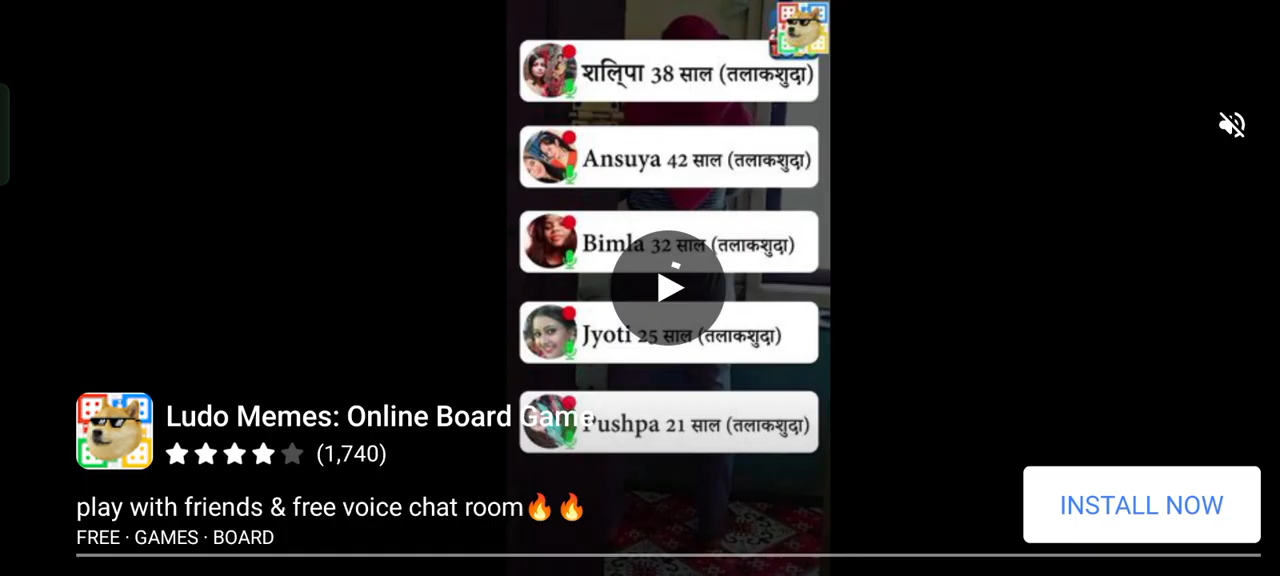 शलि्पा 38 साल (तलाकशुदा)
Ansuya 42 साल (तलाकशुदा)
Bimla 32 साल (तलाकशुदा)
Jyoti 25 साल (तलाकशुदा)
Pushpa 21 साल (तलाकशुदा)
Ludo Memes: Online Board Game
(1,740)
play with friends & free voice chat room🔥🔥
FREE · GAMES · BOARD
INSTALL NOW